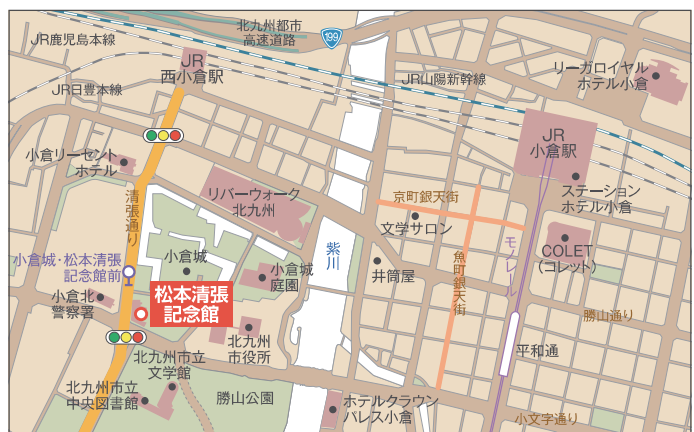 北九州都市
高速道路
199
JR鹿児島本線
JR
西小倉駅
JR山陽新幹線
リーガロイヤル
ホテル小倉
JR日豊本線
JR
小倉駅
小倉リーセント
ホテル
ステーション
ホテル小倉
リバーウォーク
北九州
京町銀天街
文学サロン
清張通り
紫川
モノレール
COLET
(コレット)
小倉城
小倉城
庭園
井筒屋
魚町銀天街
小倉城・松本清張
記念館前
小倉北
警察署
松本清張
記念館
勝山通り
北九州
市役所
平和通
北九州市立
文学館
北九州市立
中央図書館
勝山公園
ホテルクラウン
パレス小倉
小文字通り